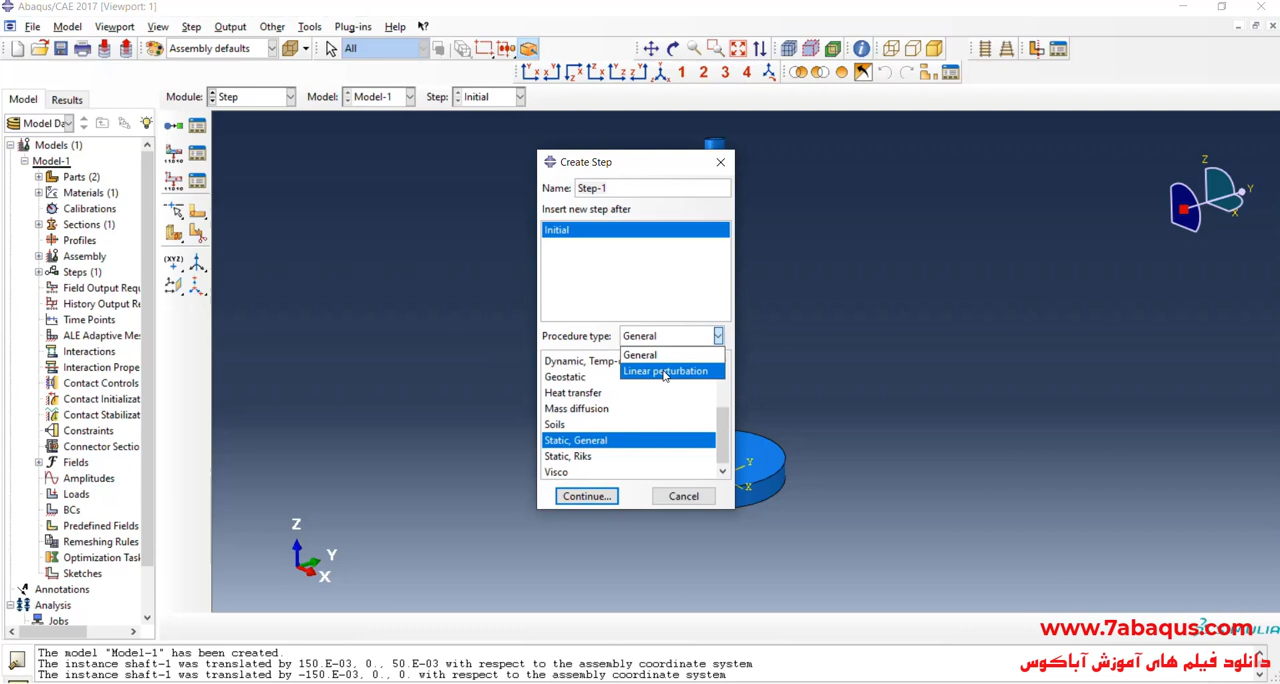 Abaqus/CAE 2017 [Viewport: 1]
File Model Viewport View Step Output Other Tools Plug-ins Help
Assembly defaults All
1 2 3 4
Model Results Module: Step Model: Model-1 Step: Initial
Model Da
Models (1)
Model-1
Parts (2)
Materials (1)
Calibrations
Sections (1)
Profiles
Assembly
Steps (1)
Field Output Requ
History Output Re
Time Points
ALE Adaptive Mes
Interactions
Interaction Prope
Contact Controls
Contact Initializat
Contact Stabilizat
Constraints
Connector Sectio
Fields
Amplitudes
Loads
BCs
Predefined Fields
Remeshing Rules
Optimization Task
Sketches
Annotations
Analysis
Jobs
(XYZ)
Create Step
Name: Step-1
Insert new step after
Initial
Procedure type: General
General
Linear perturbation
Dynamic, Temp-
Geostatic
Heat transfer
Mass diffusion
Soils
Static, General
Static, Riks
Visco
Continue... Cancel
Z
Y
X
Y
X
Z
Y
X
www.7abaqus.com
دانلود فیلم های آموزش آباکوس
The model "Model-1" has been created.
The instance shaft-1 was translated by 150.E-03, 0., 50.E-03 with respect to the assembly coordinate system
The instance shaft-1 was translated by -150.E-03, 0., 0. with respect to the assembly coordinate system